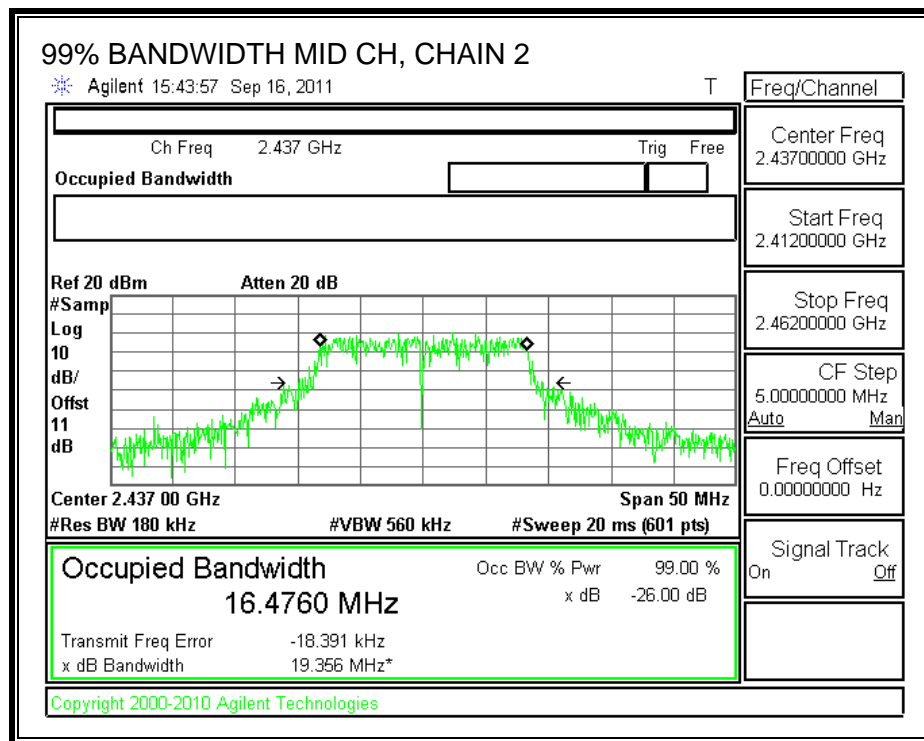 99% BANDWIDTH MID CH, CHAIN 2
Agilent 15:43:57 Sep 16, 2011 T
Freq/Channel
Ch Freq 2.437 GHz Trig Free
Occupied Bandwidth
Center Freq
2.43700000 GHz
Start Freq
2.41200000 GHz
Stop Freq
2.46200000 GHz
CF Step
5.00000000 MHz
Auto Man
Freq Offset
0.00000000 Hz
Signal Track
On Off
Ref 20 dBm Atten 20 dB
#Samp
Log
10
dB/
Offst
11
dB
Center 2.437 00 GHz Span 50 MHz
#Res BW 180 kHz #VBW 560 kHz #Sweep 20 ms (601 pts)
Occupied Bandwidth
16.4760 MHz
Occ BW % Pwr 99.00 %
x dB -26.00 dB
Transmit Freq Error -18.391 kHz
x dB Bandwidth 19.356 MHz*
Copyright 2000-2010 Agilent Technologies